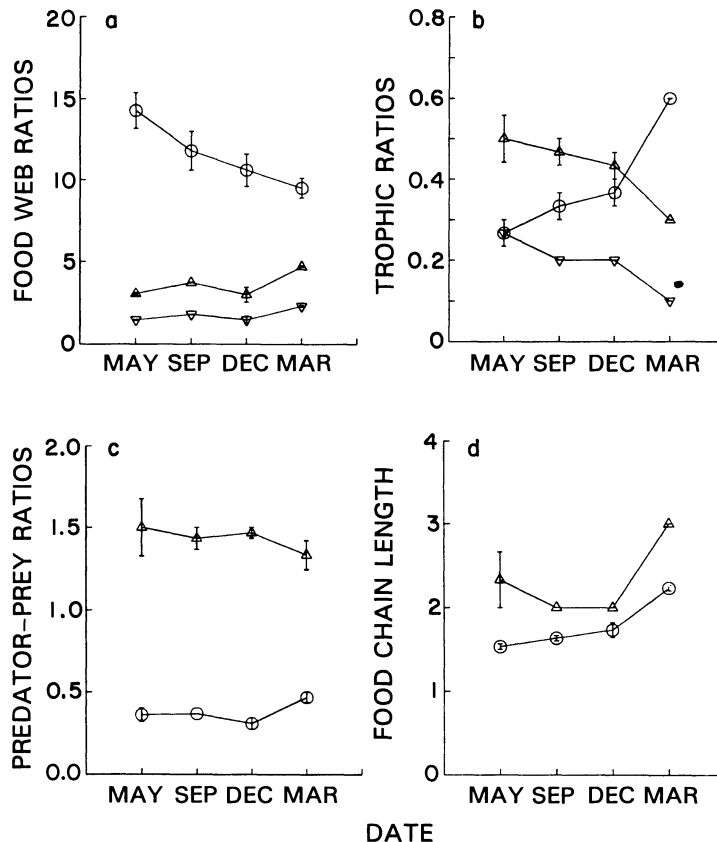 a
FOOD WEB RATIOS
20
15
10
5
0
MAY SEP DEC MAR
b
TROPHIC RATIOS
0.8
0.6
0.4
0.2
0
MAY SEP DEC MAR
c
PREDATOR–PREY RATIOS
2.0
1.5
1.0
0.5
0.0
MAY SEP DEC MAR
d
FOOD CHAIN LENGTH
4
3
2
1
0
MAY SEP DEC MAR
DATE